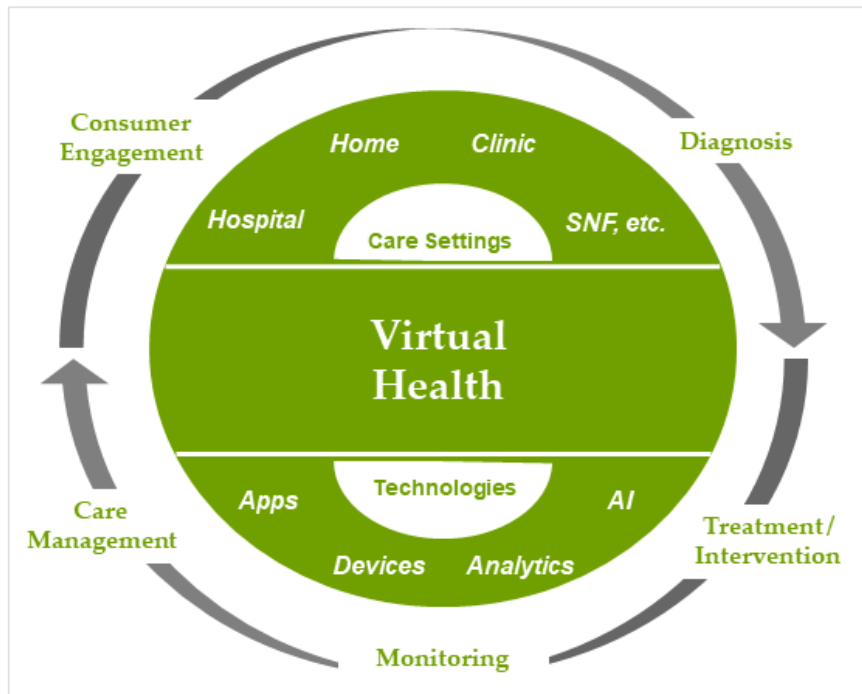 Consumer
Engagement
Diagnosis
Home
Clinic
Hospital
SNF, etc.
Care Settings
Virtual
Health
Technologies
Apps
AI
Devices
Analytics
Care
Management
Treatment/
Intervention
Monitoring